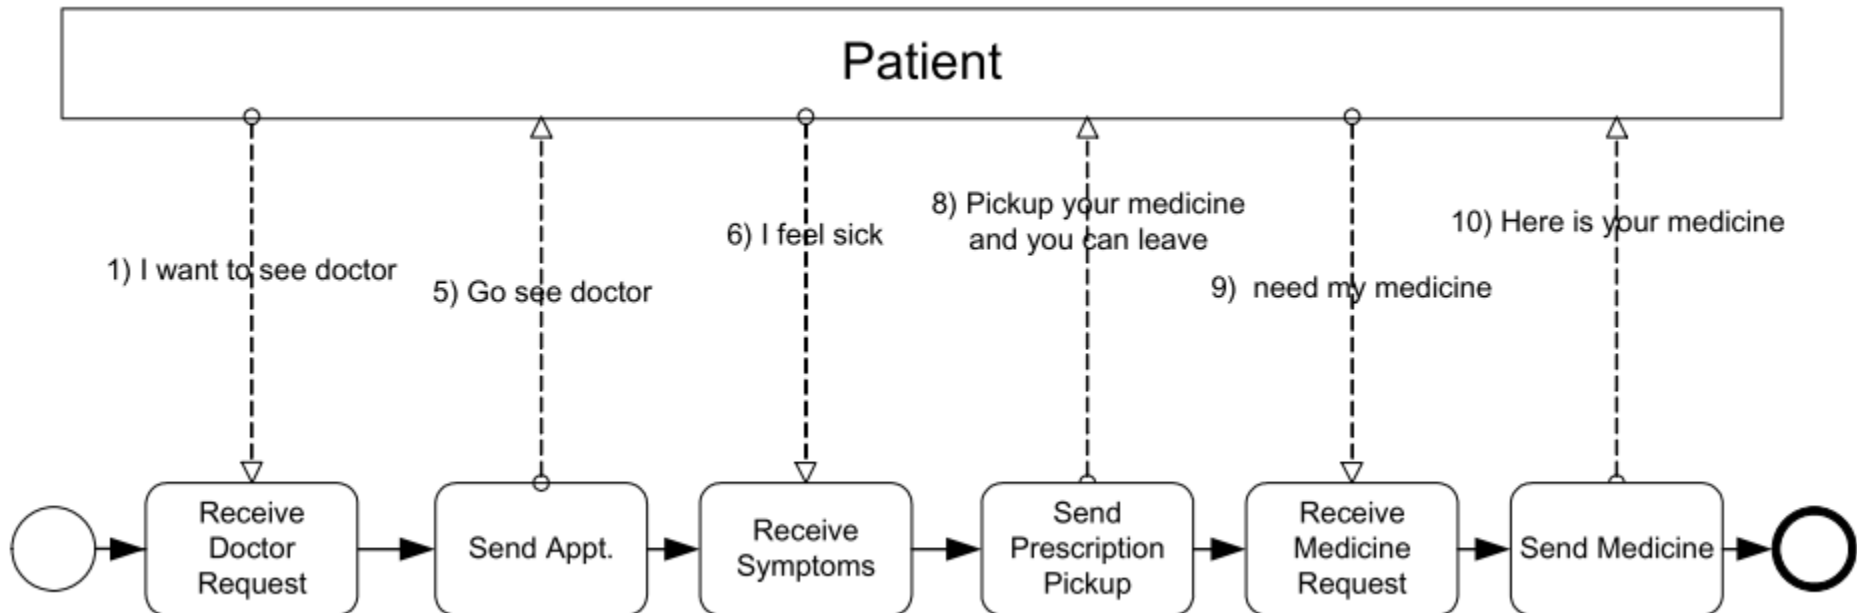 Patient
1) I want to see doctor
5) Go see doctor
6) I feel sick
8) Pickup your medicine
and you can leave
9)  need my medicine
10) Here is your medicine
Receive
Doctor
Request
Send Appt.
Receive
Symptoms
Send
Prescription
Pickup
Receive
Medicine
Request
Send Medicine